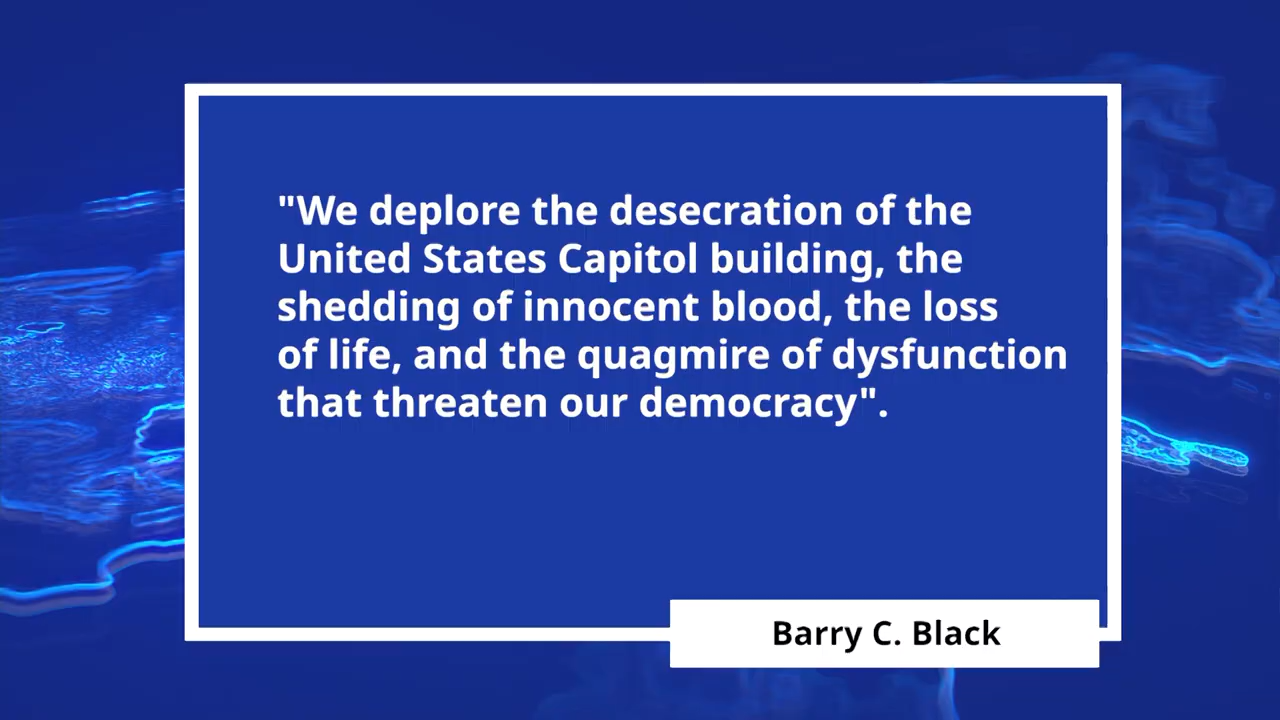 "We deplore the desecration of the
United States Capitol building, the
shedding of innocent blood, the loss
of life, and the quagmire of dysfunction
that threaten our democracy".
Barry C. Black